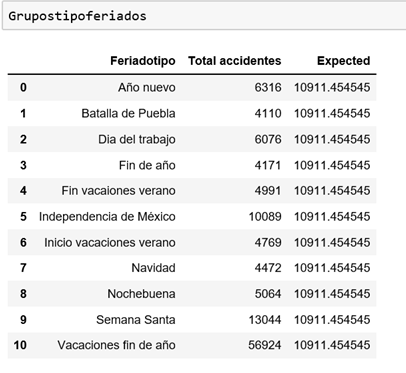 Grupostipoferiados
Feriadotipo Total accidentes Expected
0 Año nuevo 6316 10911.454545
1 Batalla de Puebla 4110 10911.454545
2 Dia del trabajo 6076 10911.454545
3 Fin de año 4171 10911.454545
4 Fin vacaiones verano 4991 10911.454545
5 Independencia de México 10089 10911.454545
6 Inicio vacaiones verano 4769 10911.454545
7 Navidad 4472 10911.454545
8 Nochebuena 5064 10911.454545
9 Semana Santa 13044 10911.454545
10 Vacaciones fin de año 56924 10911.454545